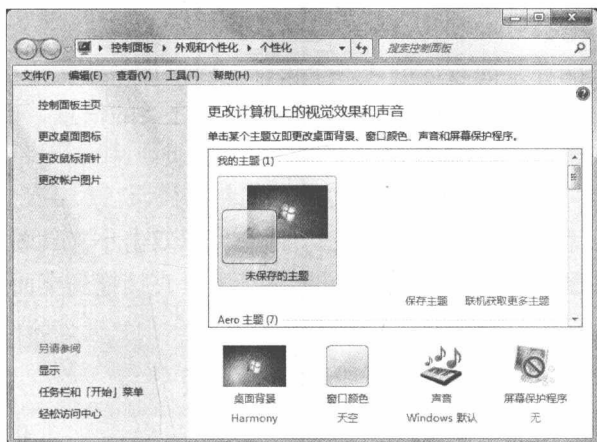 控制面板 ▸ 外观和个性化 ▸ 个性化
搜索控制面板
文件(F) 编辑(E) 查看(V) 工具(T) 帮助(H)
控制面板主页
更改桌面图标
更改鼠标指针
更改帐户图片
更改计算机上的视觉效果和声音
单击某个主题立即更改桌面背景、窗口颜色、声音和屏幕保护程序。
我的主题 (1)
未保存的主题
保存主题 联机获取更多主题
Aero 主题 (7)
另请参阅
显示
任务栏和「开始」菜单
轻松访问中心
桌面背景 窗口颜色 声音 屏幕保护程序
Harmony 天空 Windows 默认 无